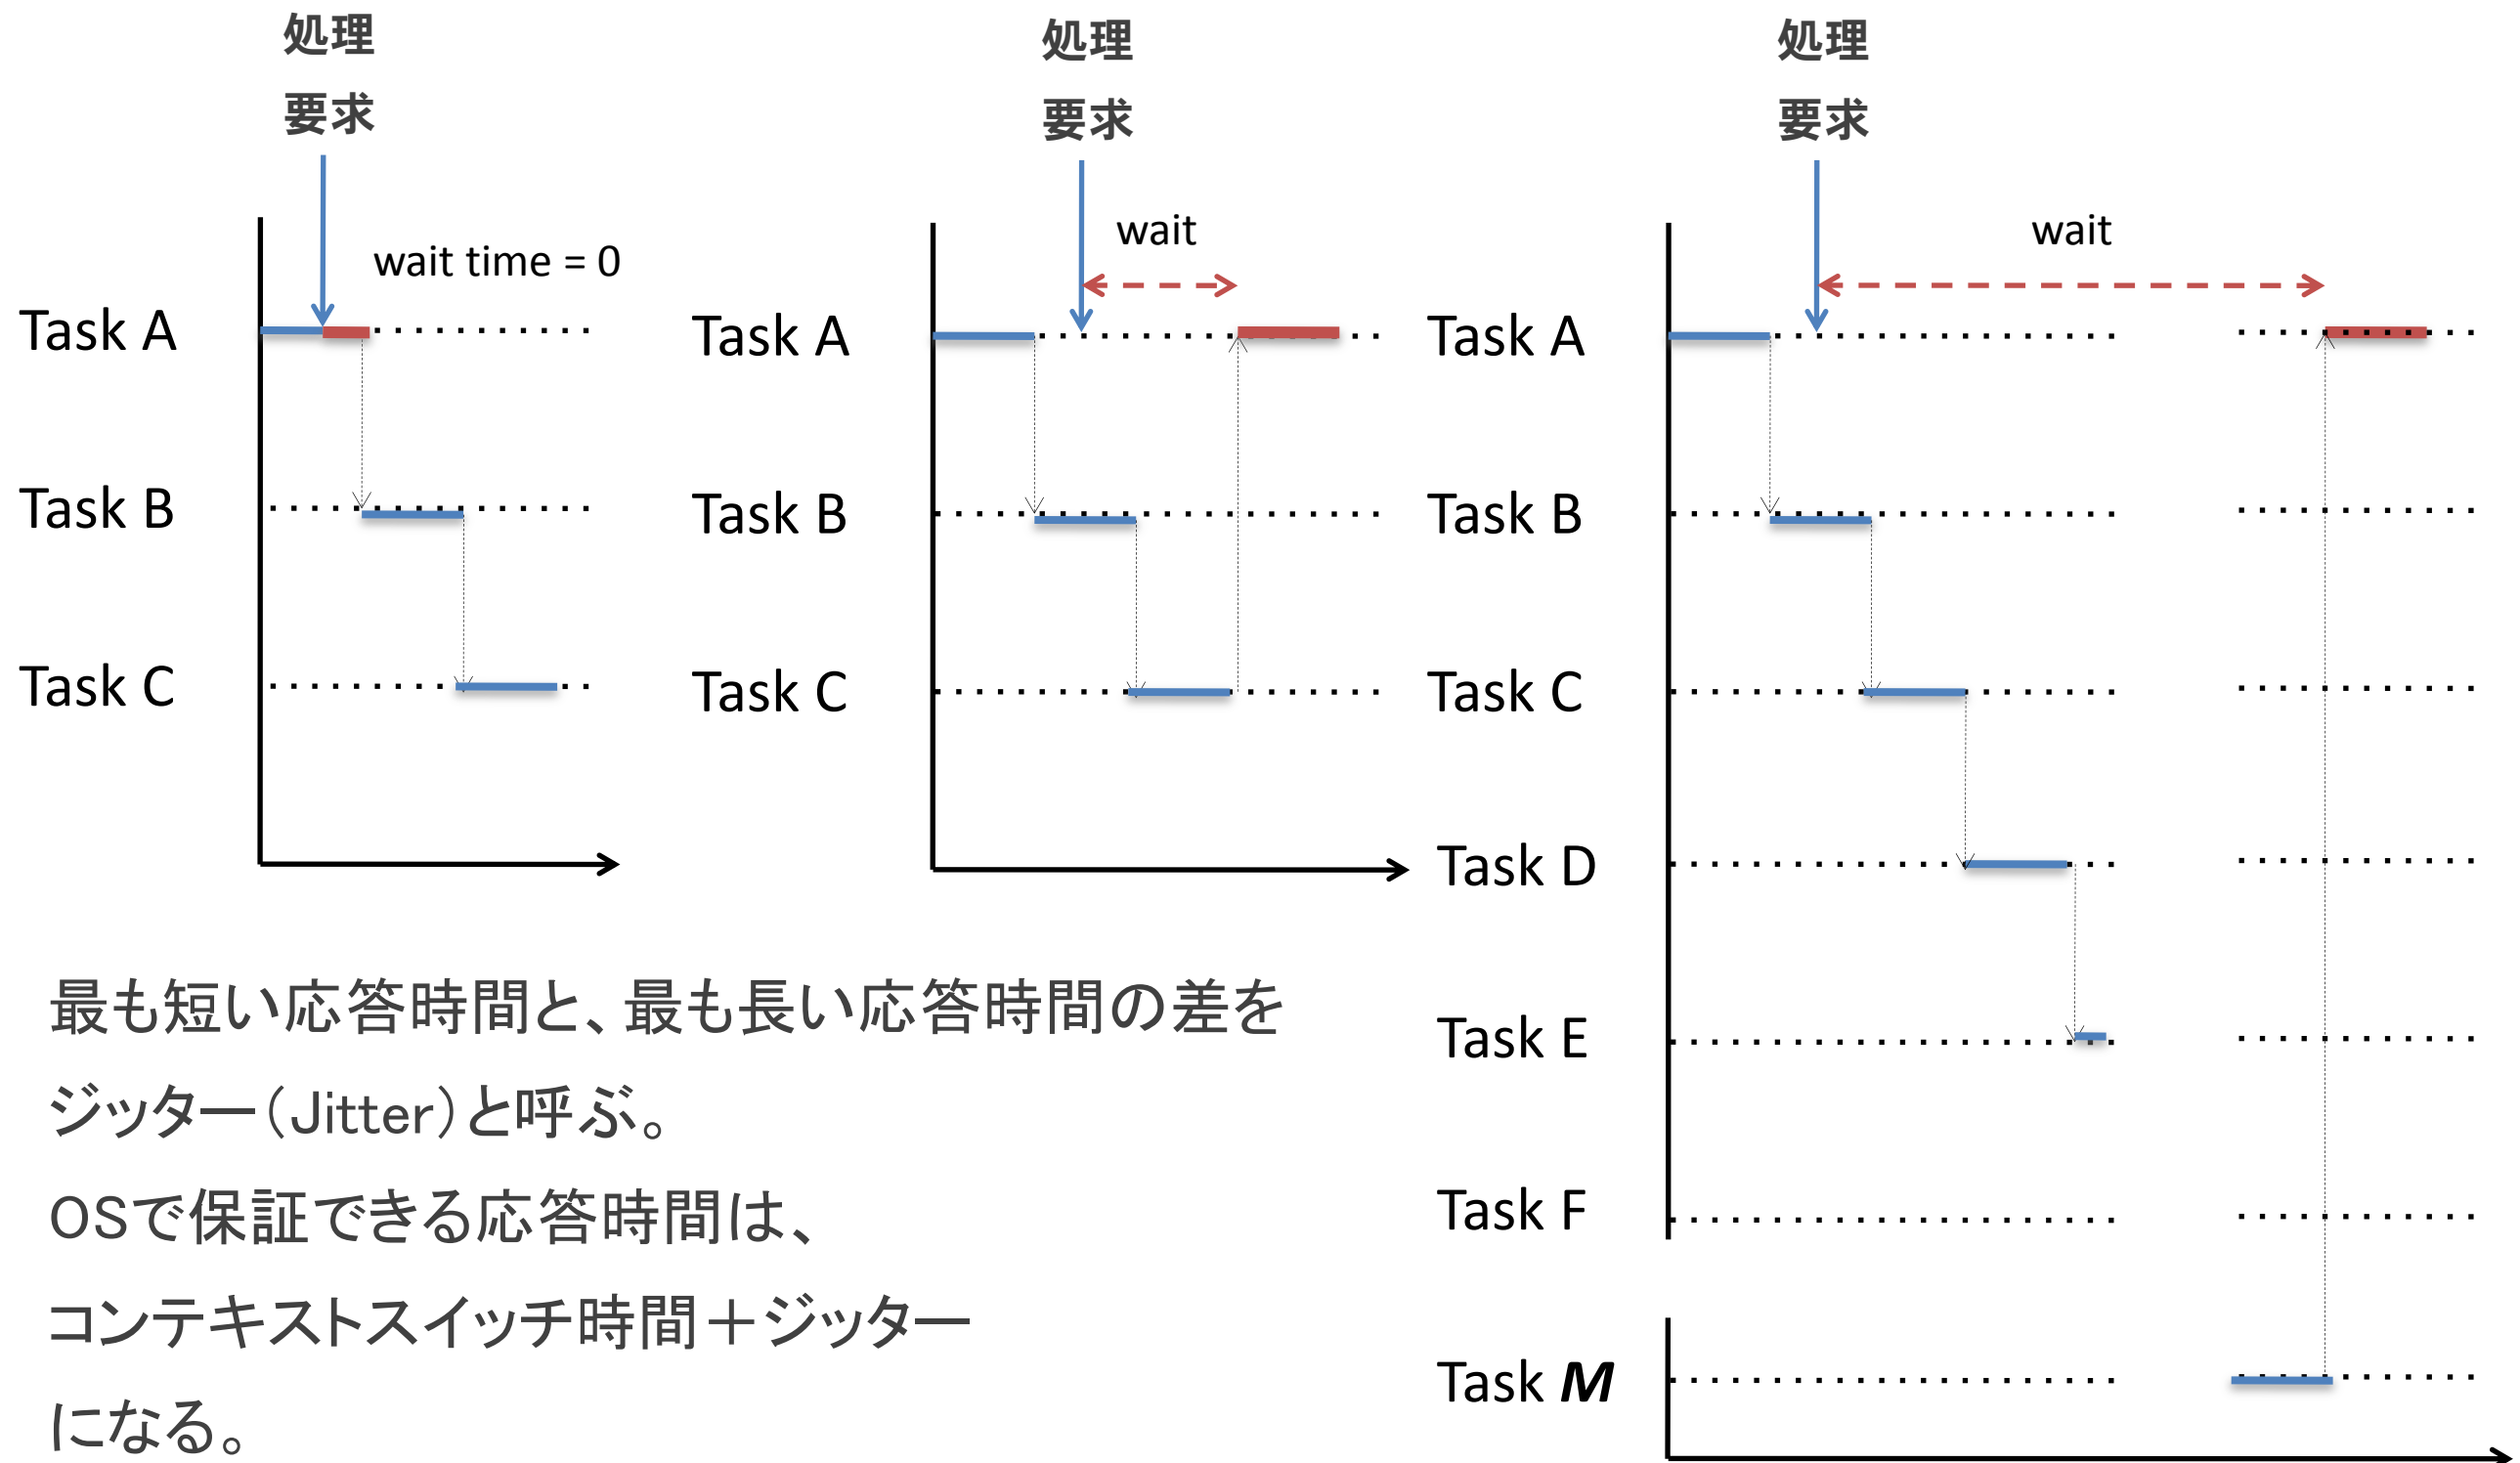 処理
要求
wait time = 0
Task A
Task B
Task C
処理
要求
wait
Task A
Task B
Task C
処理
要求
wait
Task A
Task B
Task C
Task D
Task E
Task F
Task M
最も短い応答時間と、最も長い応答時間の差を
ジッター（Jitter）と呼ぶ。
OSで保証できる応答時間は、
コンテキストスイッチ時間＋ジッター
になる。